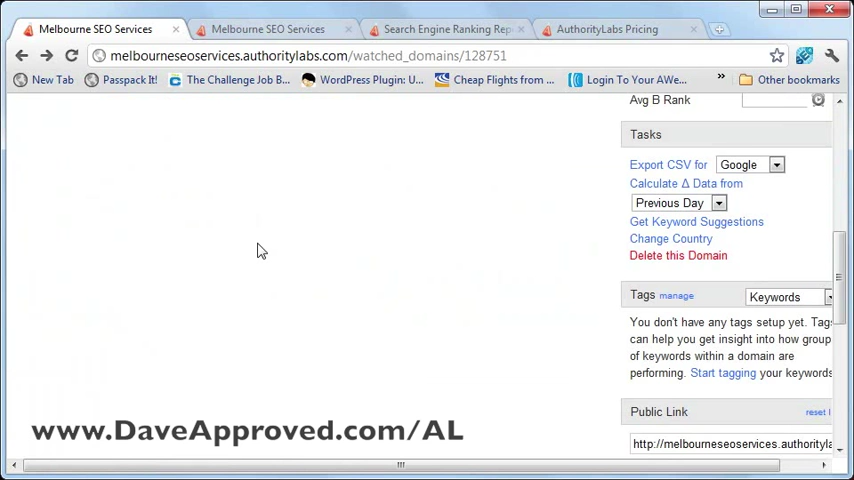 Melbourne SEO Services
Melbourne SEO Services
Search Engine Ranking Rep
AuthorityLabs Pricing
melbourneseoservices.authoritylabs.com/watched_domains/128751
New Tab
Passpack It!
The Challenge Job B...
WordPress Plugin: U...
Cheap Flights from ...
Login To Your AWe...
»
Other bookmarks
Avg B Rank
Tasks
Export CSV for Google
Calculate Δ Data from
Previous Day
Get Keyword Suggestions
Change Country
Delete this Domain
Tags manage Keywords
You don't have any tags setup yet. Tags
can help you get insight into how group
of keywords within a domain are
performing. Start tagging your keywords
Public Link reset l
http://melbourneseoservices.authorityla
www.DaveApproved.com/AL